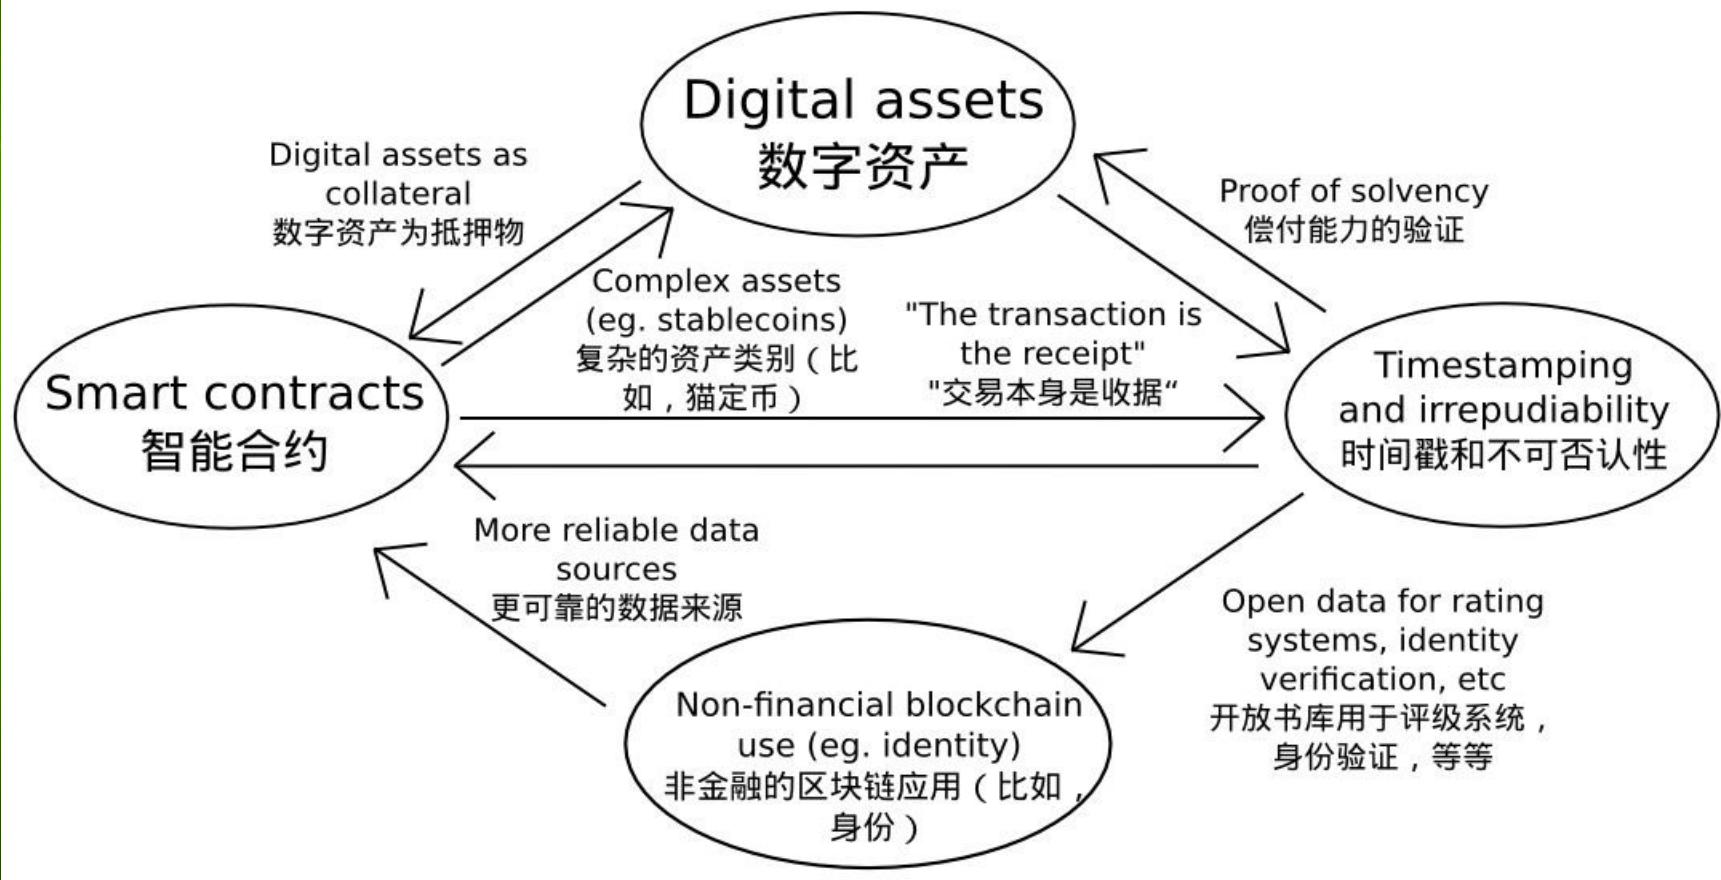 Digital assets
数字资产
Digital assets as
collateral
数字资产为抵押物
Proof of solvency
偿付能力的验证
Complex assets
(eg. stablecoins)
复杂的资产类别（比
如，猫定币）
"The transaction is
the receipt"
"交易本身是收据“
Smart contracts
智能合约
Timestamping
and irrepudiability
时间戳和不可否认性
More reliable data
sources
更可靠的数据来源
Open data for rating
systems, identity
verification, etc
开放书库用于评级系统，
身份验证，等等
Non-financial blockchain
use (eg. identity)
非金融的区块链应用（比如，
身份）